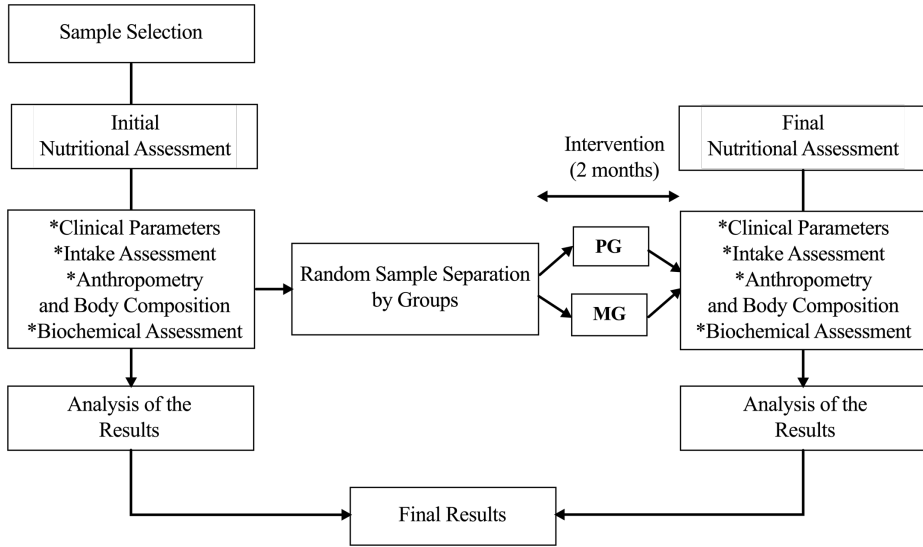 Sample Selection
Initial
Nutritional Assessment
*Clinical Parameters
*Intake Assessment
*Anthropometry
and Body Composition
*Biochemical Assessment
Analysis of the
Results
Random Sample Separation
by Groups
Intervention
(2 months)
PG
MG
Final
Nutritional Assessment
*Clinical Parameters
*Intake Assessment
*Anthropometry
and Body Composition
*Biochemical Assessment
Analysis of the
Results
Final Results